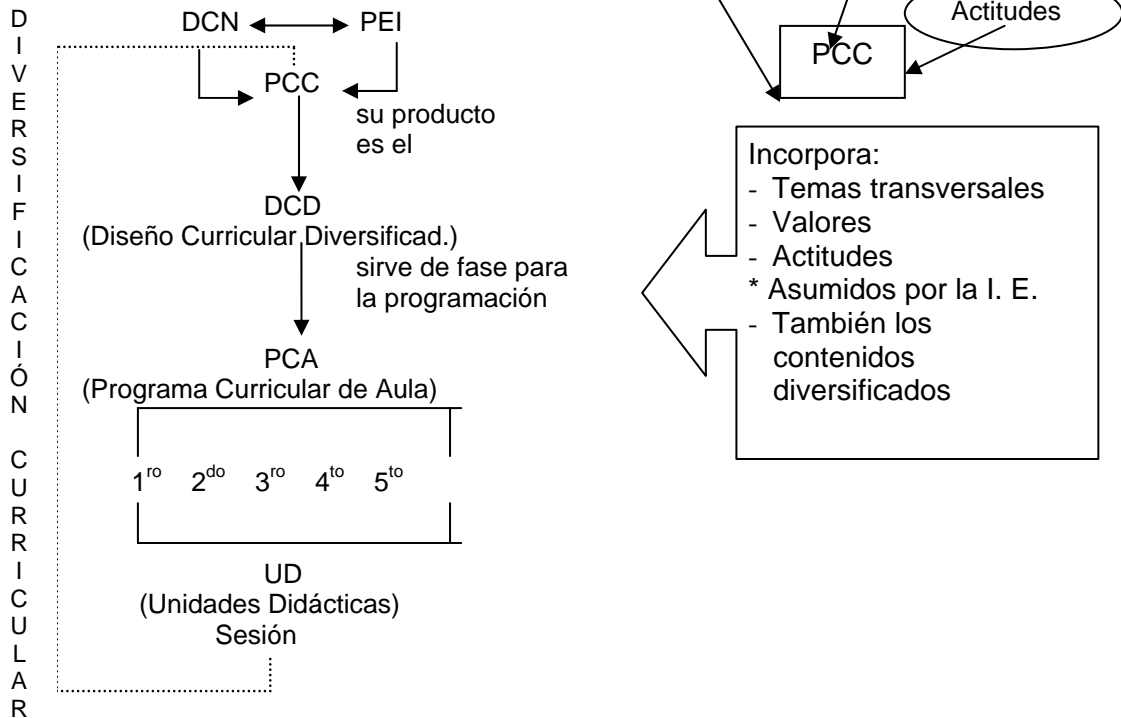 DIVERSIFICACIÓN CURRICULAR
DCN PEI
PCC
su producto
es el
DCD
(Diseño Curricular Diversificad.)
sirve de fase para
la programación
PCA
(Programa Curricular de Aula)
1ro 2do 3ro 4to 5to
UD
(Unidades Didácticas)
Sesión
Actitudes
PCC
Incorpora:
- Temas transversales
- Valores
- Actitudes
* Asumidos por la I. E.
- También los
contenidos
diversificados